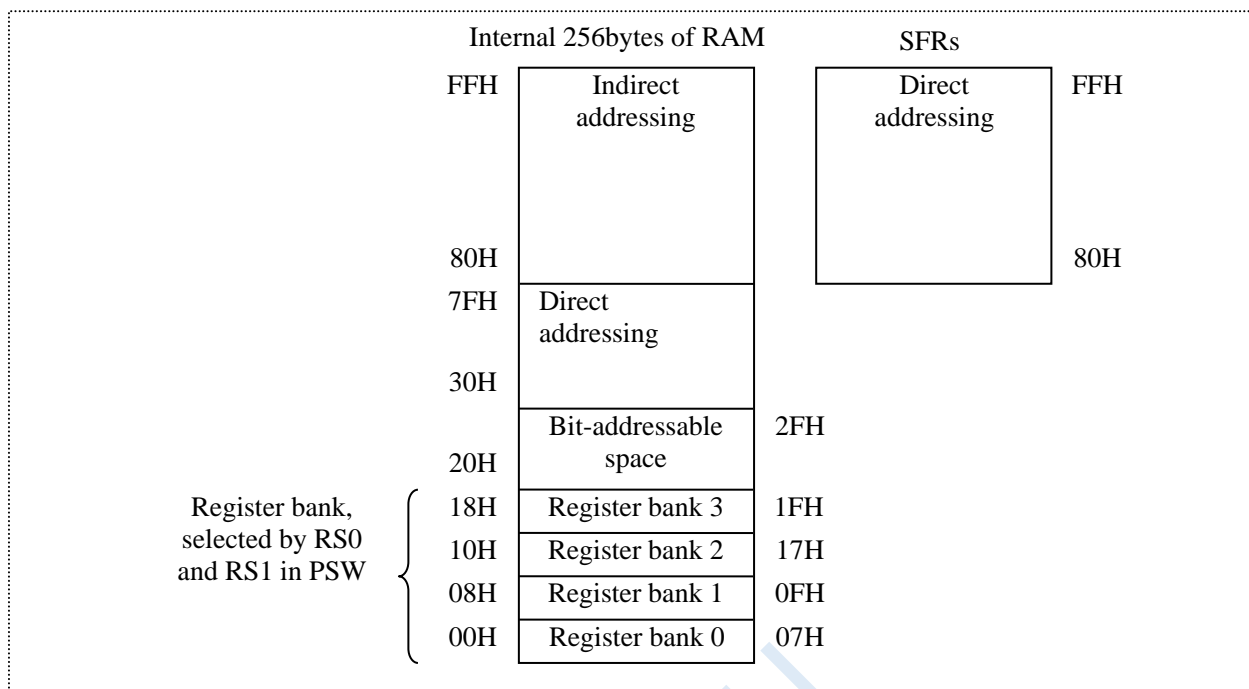 Internal 256bytes of RAM
SFRs
FFH
Indirect
addressing
Direct
addressing
FFH
80H
80H
7FH
Direct
addressing
30H
Bit-addressable
space
2FH
20H
Register bank,
selected by RS0
and RS1 in PSW
18H
Register bank 3
1FH
10H
Register bank 2
17H
08H
Register bank 1
0FH
00H
Register bank 0
07H